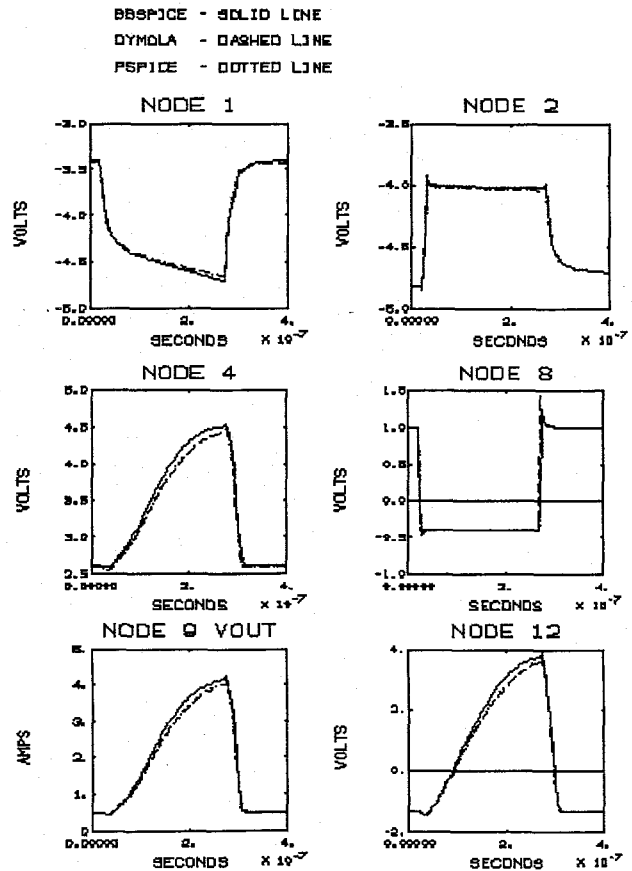 BBSPICE - SOLID LINE
DYMOLA - DASHED LINE
PSPICE - DOTTED LINE
NODE 1
NODE 2
-3.0
-3.5
-4.0
-4.5
-5.0
VOLTS
0.00000 2. 4.
SECONDS × 10-7
-3.5
-4.0
-4.5
-5.0
VOLTS
0.00000 2. 4.
SECONDS × 10-7
NODE 4
NODE 8
5.0
4.5
4.0
3.5
3.0
2.5
VOLTS
2. 4.
SECONDS × 10-7
1.5
1.0
0.5
0.0
-0.5
-1.0
VOLTS
2. 4.
SECONDS × 10-7
NODE 9 VOUT
NODE 12
5.
4.
3.
2.
1.
0
AMPS
0.00000 2. 4.
SECONDS × 10-7
4.
2.
0.
-2.
VOLTS
0.00000 2. 4.
SECONDS × 10-7